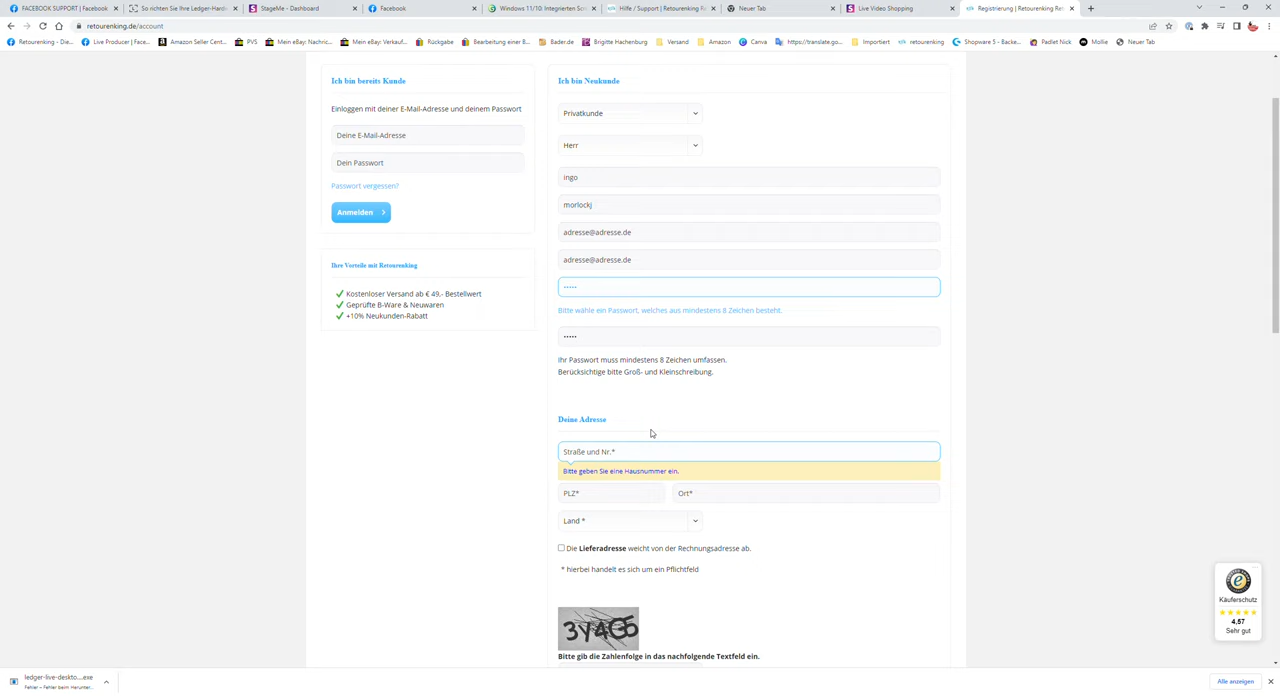 FACEBOOK SUPPORT | Facebook
So richten Sie Ihre Ledger-Hardw
StageMe - Dashboard
Facebook
Windows 11/10: Integrierten Scre
Hilfe / Support | Retourenking Re
Neuer Tab
Live Video Shopping
Registrierung | Retourenking Ret
retourenking.de/account
Retourenking - Die...
Live Producer | Face...
Amazon Seller Cent...
PVS
Mein eBay: Nachric...
Mein eBay: Verkauf...
Rückgabe
Bearbeitung einer B...
Bader.de
Brigitte Hachenburg
Versand
Amazon
Canva
https://translate.go...
Importiert
retourenking
Shopware 5 - Backe...
Padlet Nick
Mollie
Neuer Tab
Ich bin bereits Kunde
Einloggen mit deiner E-Mail-Adresse und deinem Passwort
Deine E-Mail-Adresse
Dein Passwort
Passwort vergessen?
Anmelden
Ihre Vorteile mit Retourenking
Kostenloser Versand ab € 49,- Bestellwert
Geprüfte B-Ware & Neuwaren
+10% Neukunden-Rabatt
Ich bin Neukunde
Privatkunde
Herr
ingo
morlockj
adresse@adresse.de
adresse@adresse.de
•••••
Bitte wähle ein Passwort, welches aus mindestens 8 Zeichen besteht.
•••••
Ihr Passwort muss mindestens 8 Zeichen umfassen.
Berücksichtige bitte Groß- und Kleinschreibung.
Deine Adresse
Straße und Nr.*
Bitte geben Sie eine Hausnummer ein.
PLZ*
Ort*
Land *
Die Lieferadresse weicht von der Rechnungsadresse ab.
* hierbei handelt es sich um ein Pflichtfeld
3Y4G5
Bitte gib die Zahlenfolge in das nachfolgende Textfeld ein.
Käuferschutz
4,57
Sehr gut
ledger-live-deskto....exe
Fehler – Fehler beim Herunter...
Alle anzeigen